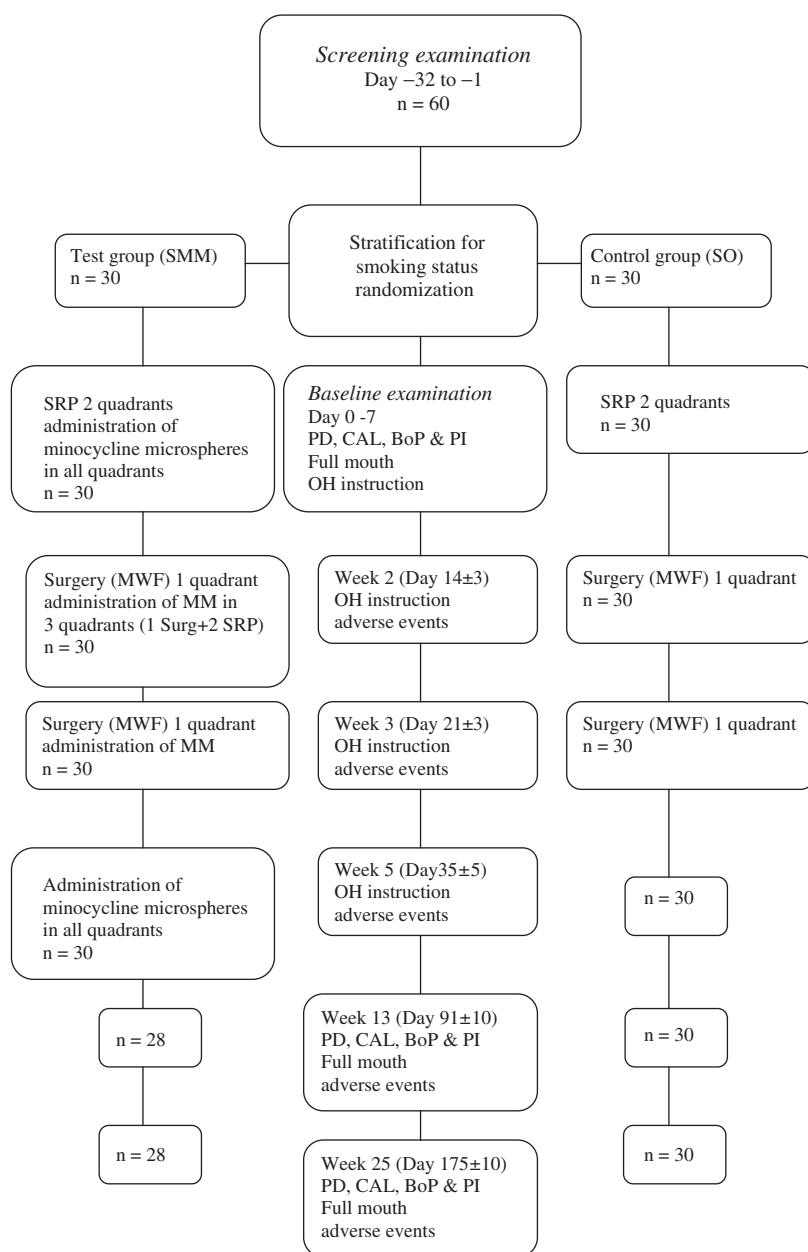 Screening examination
Day −32 to −1
n = 60
Test group (SMM)
n = 30
Stratification for
smoking status
randomization
Control group (SO)
n = 30
SRP 2 quadrants
administration of
minocycline microspheres
in all quadrants
n = 30
Baseline examination
Day 0 -7
PD, CAL, BoP & PI
Full mouth
OH instruction
SRP 2 quadrants
n = 30
Surgery (MWF) 1 quadrant
administration of MM in
3 quadrants (1 Surg+2 SRP)
n = 30
Week 2 (Day 14±3)
OH instruction
adverse events
Surgery (MWF) 1 quadrant
n = 30
Surgery (MWF) 1 quadrant
administration of MM
n = 30
Week 3 (Day 21±3)
OH instruction
adverse events
Surgery (MWF) 1 quadrant
n = 30
Administration of
minocycline microspheres
in all quadrants
n = 30
Week 5 (Day35±5)
OH instruction
adverse events
n = 30
n = 28
Week 13 (Day 91±10)
PD, CAL, BoP & PI
Full mouth
adverse events
n = 30
n = 28
Week 25 (Day 175±10)
PD, CAL, BoP & PI
Full mouth
adverse events
n = 30